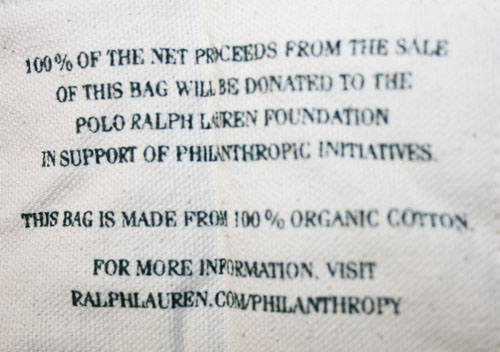 100% OF THE NET PROCEEDS FROM THE SALE
OF THIS BAG WILL BE DONATED TO THE
POLO RALPH LAUREN FOUNDATION
IN SUPPORT OF PHILANTHROPIC INITIATIVES.
THIS BAG IS MADE FROM 100% ORGANIC COTTON.
FOR MORE INFORMATION, VISIT
RALPHLAUREN.COM/PHILANTHROPY